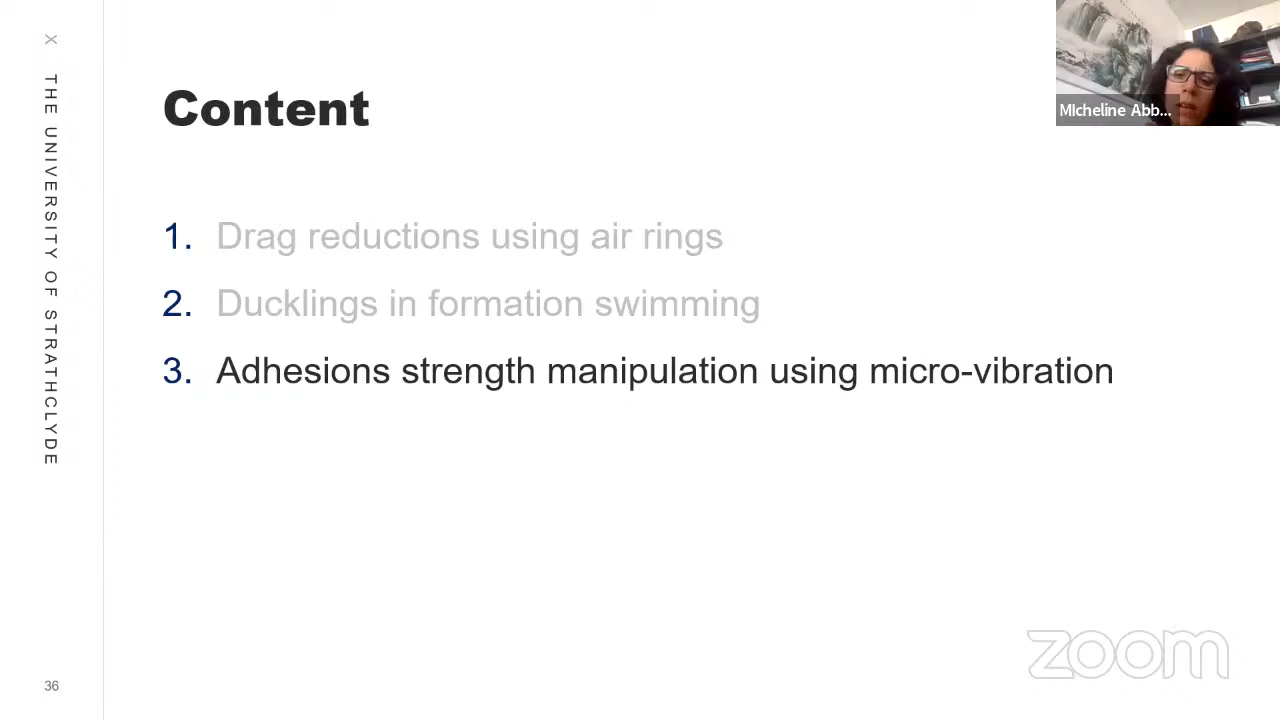 X THE UNIVERSITY OF STRATHCLYDE
Content
MIcheline Abb...
1. Drag reductions using air rings
2. Ducklings in formation swimming
3. Adhesions strength manipulation using micro-vibration
zoom
36